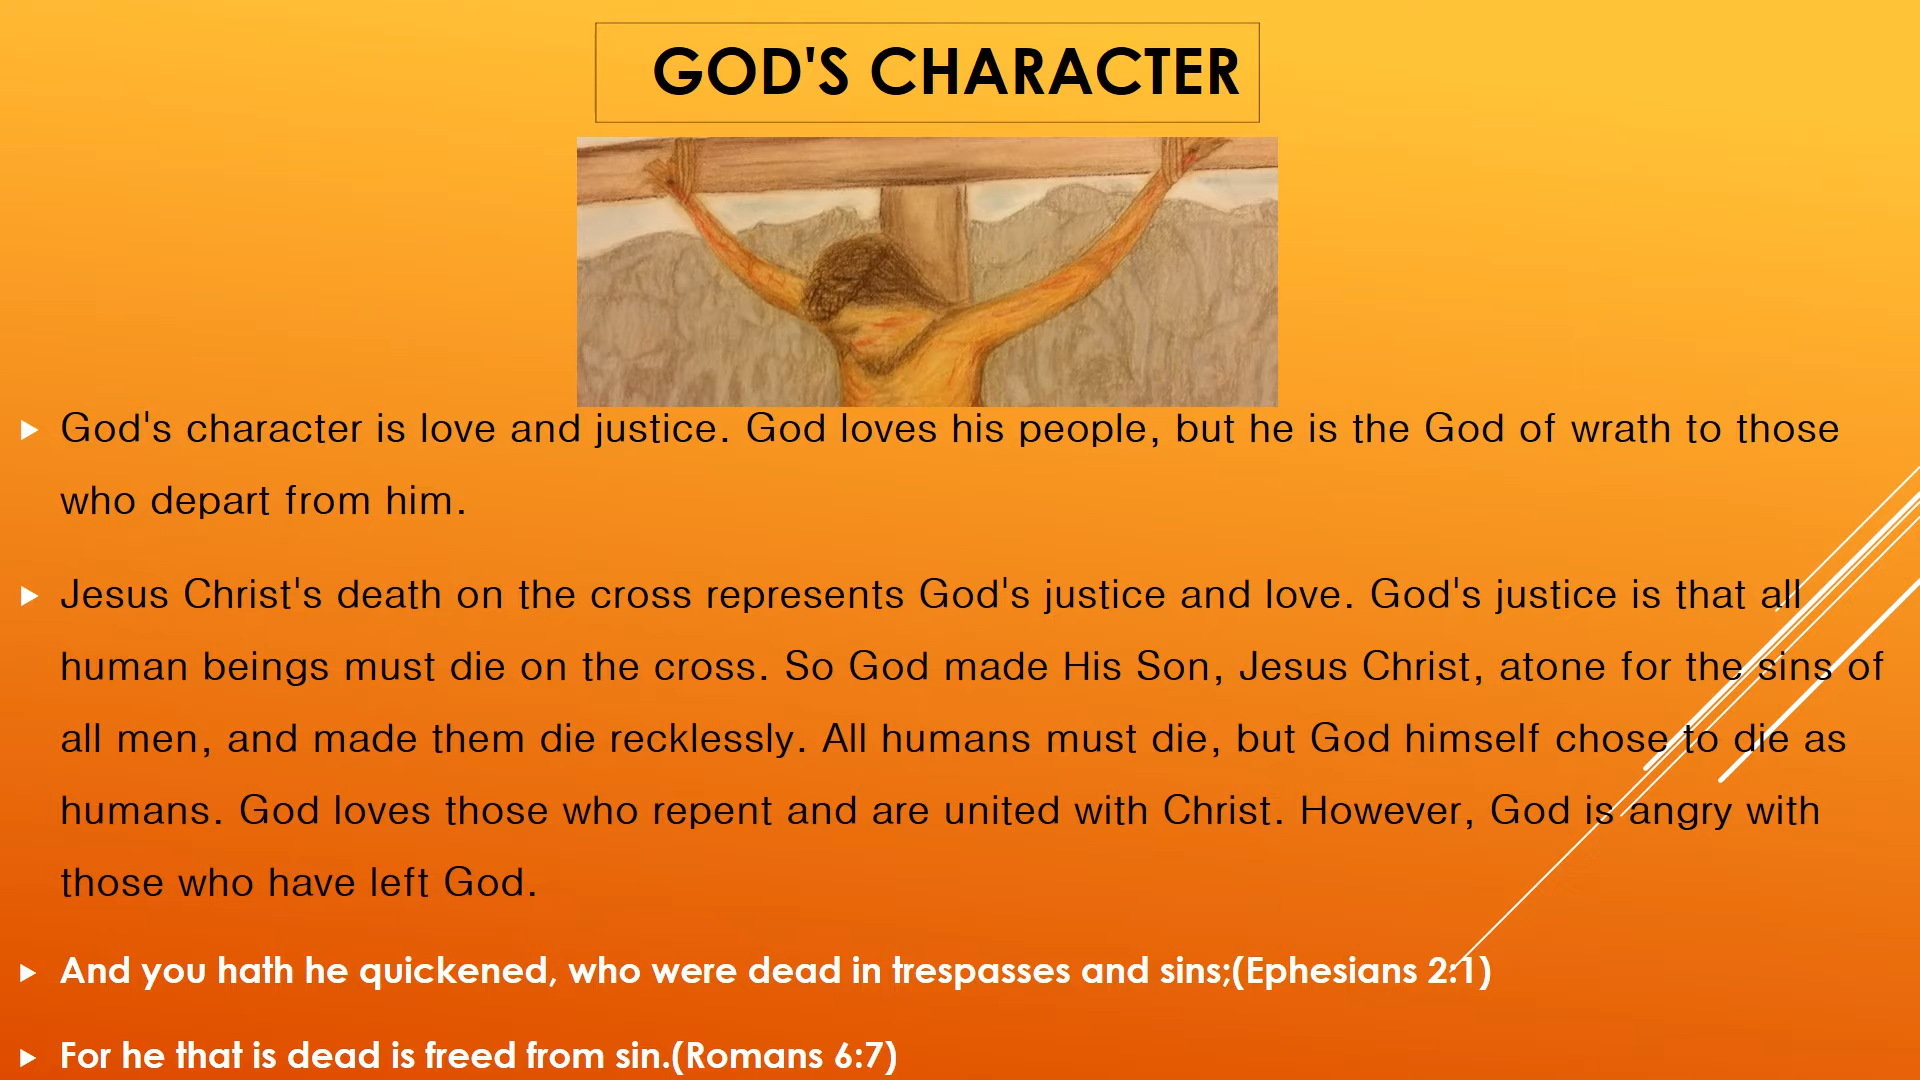 GOD'S CHARACTER
God's character is love and justice. God loves his people, but he is the God of wrath to those
who depart from him.
Jesus Christ's death on the cross represents God's justice and love. God's justice is that all
human beings must die on the cross. So God made His Son, Jesus Christ, atone for the sins of
all men, and made them die recklessly. All humans must die, but God himself chose to die as
humans. God loves those who repent and are united with Christ. However, God is angry with
those who have left God.
And you hath he quickened, who were dead in trespasses and sins;(Ephesians 2:1)
For he that is dead is freed from sin.(Romans 6:7)